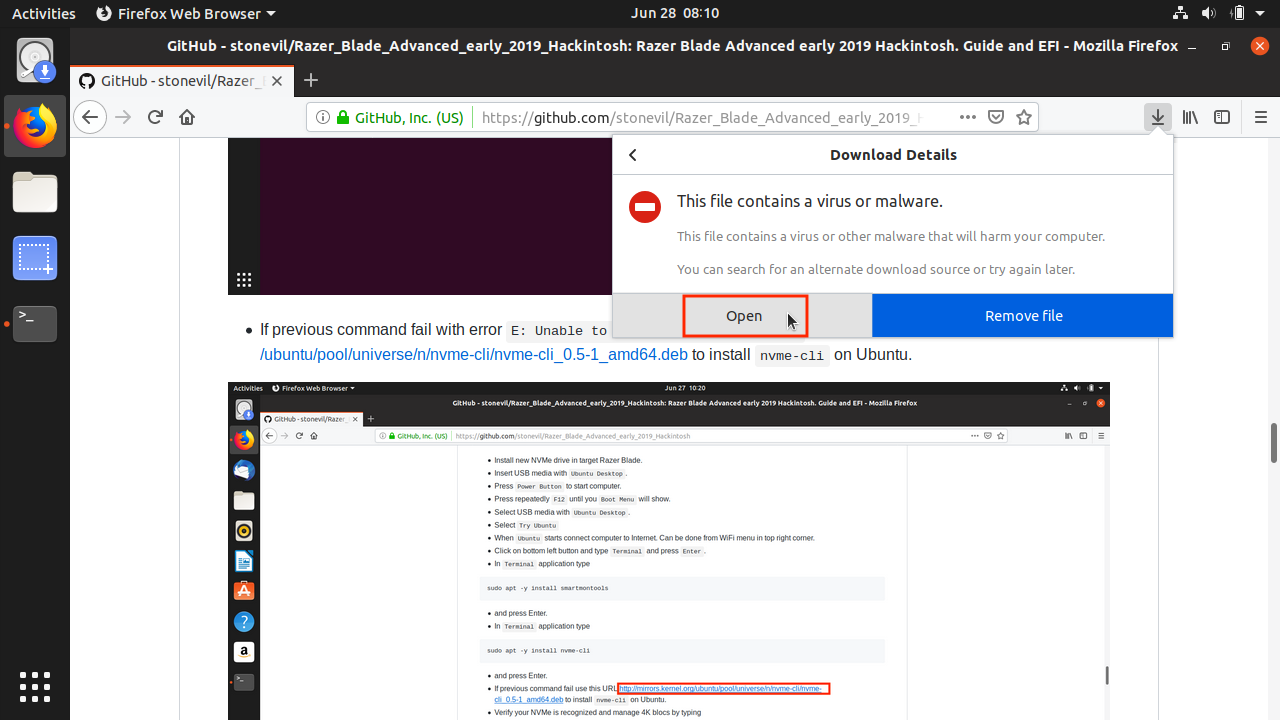 Activities Firefox Web Browser Jun 28 08:10
GitHub - stonevil/Razer_Blade_Advanced_early_2019_Hackintosh: Razer Blade Advanced early 2019 Hackintosh. Guide and EFI - Mozilla Firefox
GitHub - stonevil/Razer_
GitHub, Inc. (US) https://github.com/stonevil/Razer_Blade_Advanced_early_2019_
Download Details
This file contains a virus or malware.
This file contains a virus or other malware that will harm your computer.
You can search for an alternate download source or try again later.
Open Remove file
If previous command fail with error E: Unable to
/ubuntu/pool/universe/n/nvme-cli/nvme-cli_0.5-1_amd64.deb to install nvme-cli on Ubuntu.
Activities Firefox Web Browser Jun 27 10:20
GitHub - stonevil/Razer_Blade_Advanced_early_2019_Hackintosh: Razer Blade Advanced early 2019 Hackintosh. Guide and EFI - Mozilla Firefox
GitHub - stonevil/Razer_
GitHub, Inc. (US) https://github.com/stonevil/Razer_Blade_Advanced_early_2019_Hackintosh
Install new NVMe drive in target Razer Blade.
Insert USB media with Ubuntu Desktop.
Press Power Button to start computer.
Press repeatedly F12 until you Boot Menu will show.
Select USB media with Ubuntu Desktop.
Select Try Ubuntu
When Ubuntu starts connect computer to Internet. Can be done from WiFi menu in top right corner.
Click on bottom left button and type Terminal and press Enter.
In Terminal application type
sudo apt -y install smartmontools
and press Enter.
In Terminal application type
sudo apt -y install nvme-cli
and press Enter.
If previous command fail use this URL http://mirrors.kernel.org/ubuntu/pool/universe/n/nvme-cli/nvme-
cli_0.5-1_amd64.deb to install nvme-cli on Ubuntu.
Verify your NVMe is recognized and manage 4K blocs by typing